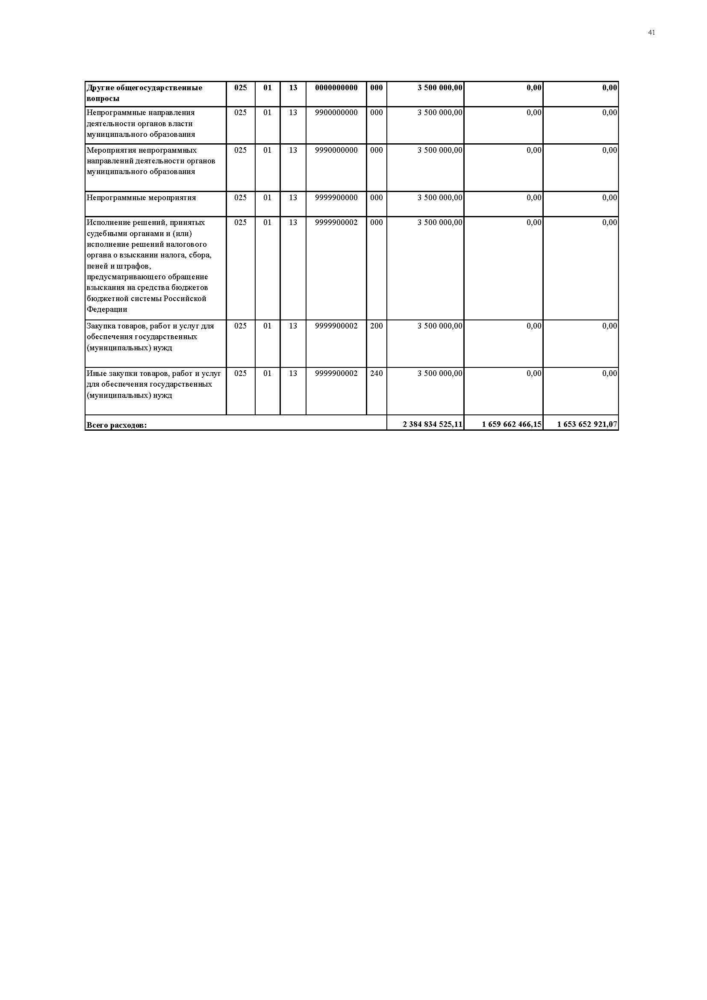 41
Другие общегосударственные 025 01 13 0000000000 000 3 500 000,00 0,00 0,00
вопросы
Непрограммные направления 025 01 13 9900000000 000 3 500 000,00 0,00 0,00
деятельности органов власти
муниципального образования
Мероприятия непрограммных 025 01 13 9990000000 000 3 500 000,00 0,00 0,00
направлений деятельности органов
муниципального образования
Непрограммные мероприятия 025 01 13 9999900000 000 3 500 000,00 0,00 0,00
Исполнение решений, принятых 025 01 13 9999900002 000 3 500 000,00 0,00 0,00
судебными органами и (или)
исполнение решений налогового
органа о взыскании налога, сбора,
пеней и штрафов,
предусматривающего обращение
взыскания на средства бюджетов
бюджетной системы Российской
Федерации
Закупка товаров, работ и услуг для 025 01 13 9999900002 200 3 500 000,00 0,00 0,00
обеспечения государственных
(муниципальных) нужд
Иные закупки товаров, работ и услуг 025 01 13 9999900002 240 3 500 000,00 0,00 0,00
для обеспечения государственных
(муниципальных) нужд
Всего расходов: 2 384 834 525,11 1 659 662 466,15 1 653 652 921,07